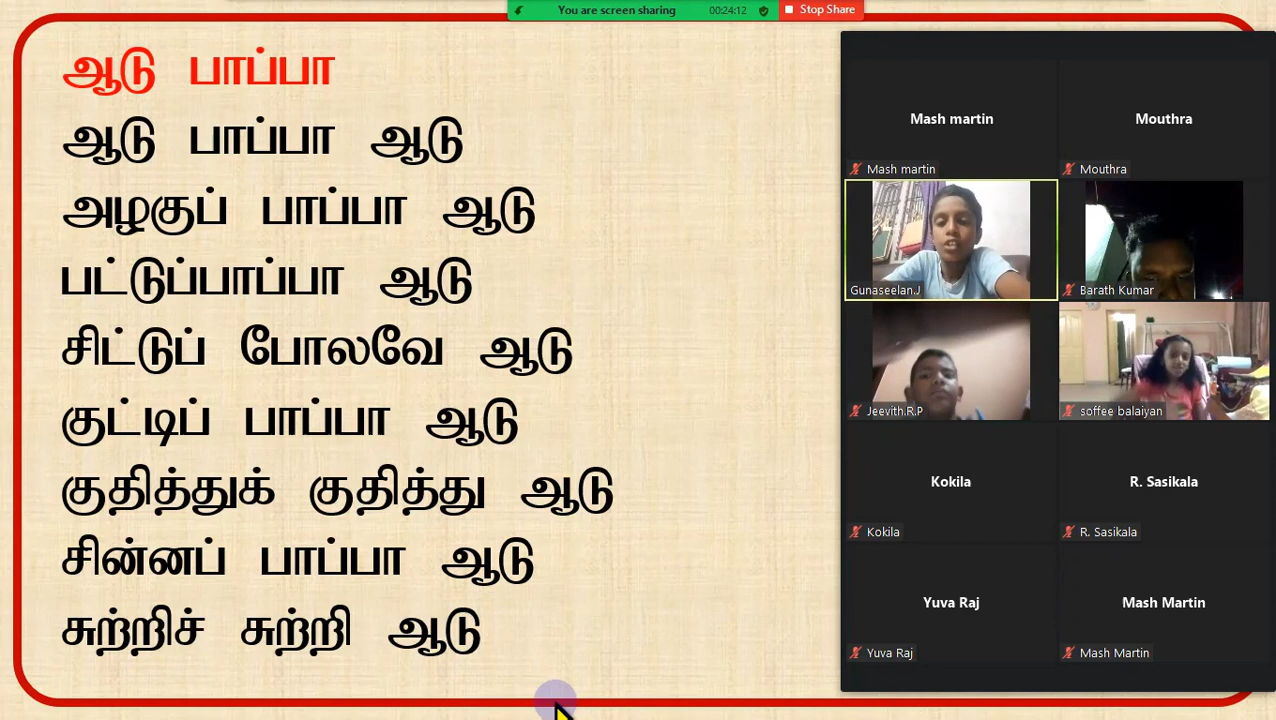 You are screen sharing 00:24:12 Stop Share
ஆடு பாப்பா
ஆடு பாப்பா ஆடு
அழகுப் பாப்பா ஆடு
பட்டுப்பாப்பா ஆடு
சிட்டுப் போலவே ஆடு
குட்டிப் பாப்பா ஆடு
குதித்துக் குதித்து ஆடு
சின்னப் பாப்பா ஆடு
சுற்றிச் சுற்றி ஆடு
Mash martin
Mash martin
Mouthra
Mouthra
Gunaseelan.J
Barath Kumar
Jeevith.R.P
soffee balaiyan
Kokila
Kokila
R. Sasikala
R. Sasikala
Yuva Raj
Yuva Raj
Mash Martin
Mash Martin